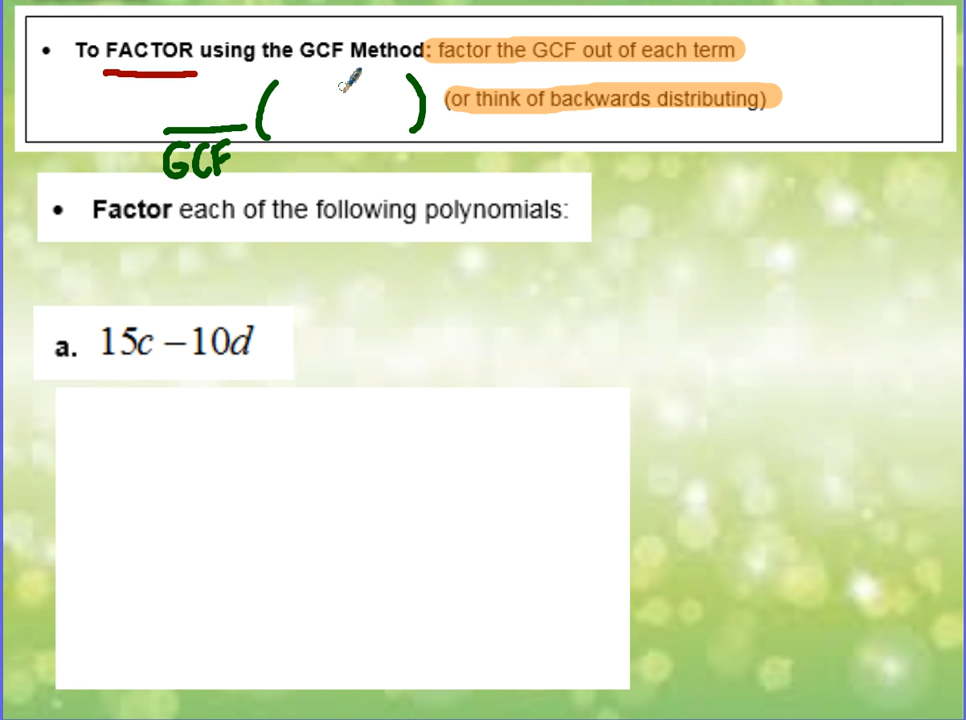 • To FACTOR using the GCF Method: factor the GCF out of each term
( ) (or think of backwards distributing)
GCF
• Factor each of the following polynomials:
a. 15c – 10d